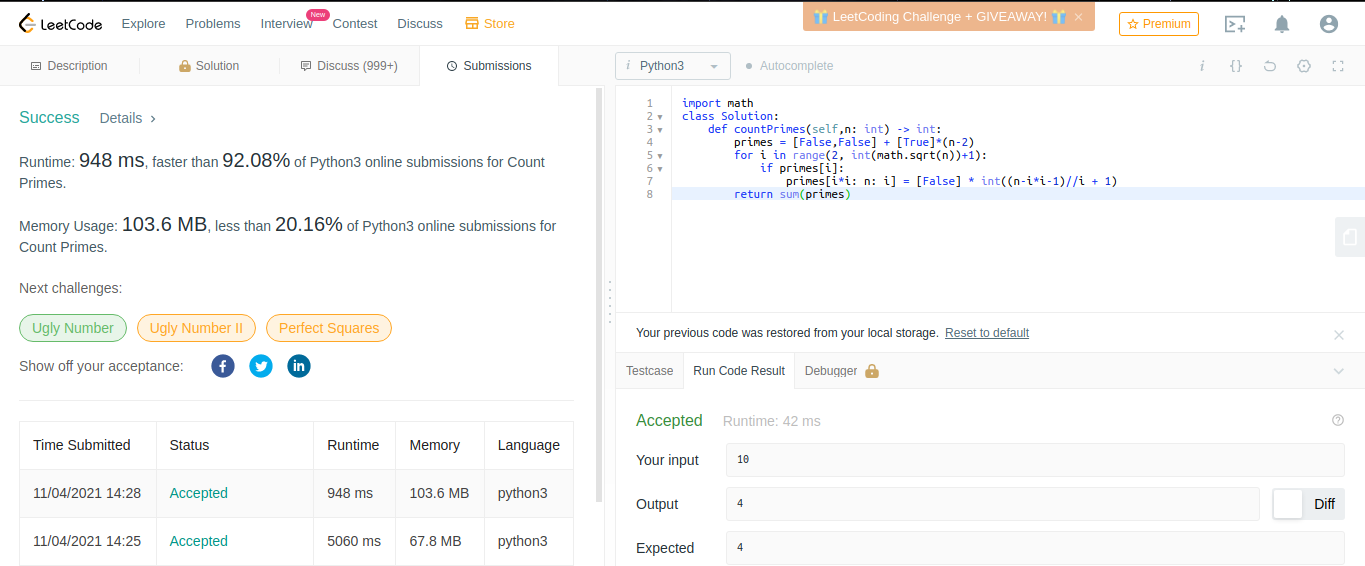 LeetCode Explore Problems Interview New Contest Discuss Store LeetCoding Challenge + GIVEAWAY! × Premium
Description Solution Discuss (999+) Submissions
Success Details >
Runtime: 948 ms, faster than 92.08% of Python3 online submissions for Count
Primes.
Memory Usage: 103.6 MB, less than 20.16% of Python3 online submissions for
Count Primes.
Next challenges:
Ugly Number Ugly Number II Perfect Squares
Show off your acceptance:
Time Submitted Status Runtime Memory Language
11/04/2021 14:28 Accepted 948 ms 103.6 MB python3
11/04/2021 14:25 Accepted 5060 ms 67.8 MB python3
i Python3 Autocomplete i {}
1 import math
2 class Solution:
3     def countPrimes(self,n: int) -> int:
4         primes = [False,False] + [True]*(n-2)
5         for i in range(2, int(math.sqrt(n))+1):
6             if primes[i]:
7                 primes[i*i: n: i] = [False] * int((n-i*i-1)//i + 1)
8         return sum(primes)
Your previous code was restored from your local storage. Reset to default
Testcase Run Code Result Debugger
Accepted Runtime: 42 ms
Your input 10
Output 4 Diff
Expected 4